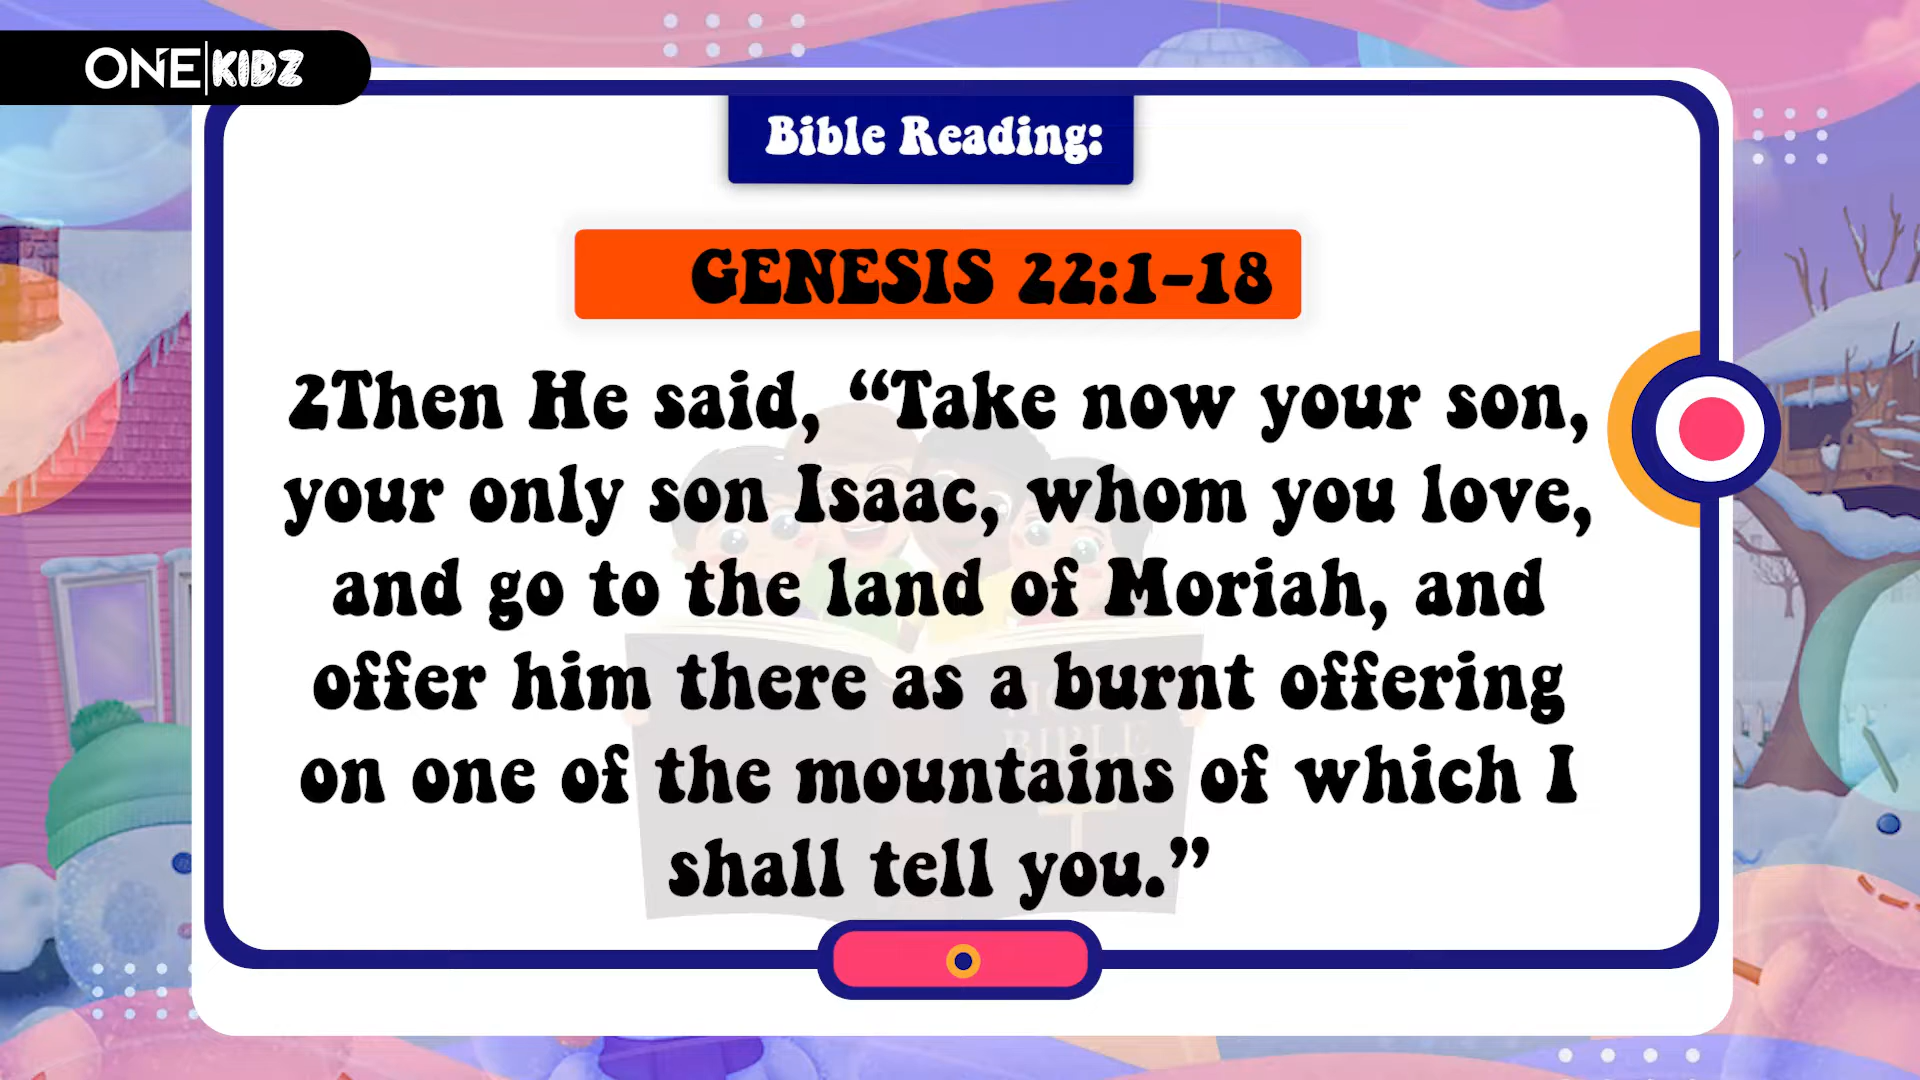 ONE|KIDZ
Bible Reading:
GENESIS 22:1-18
2Then He said, “Take now your son,
your only son Isaac, whom you love,
and go to the land of Moriah, and
offer him there as a burnt offering
on one of the mountains of which I
shall tell you.”
HOLY
BIBLE